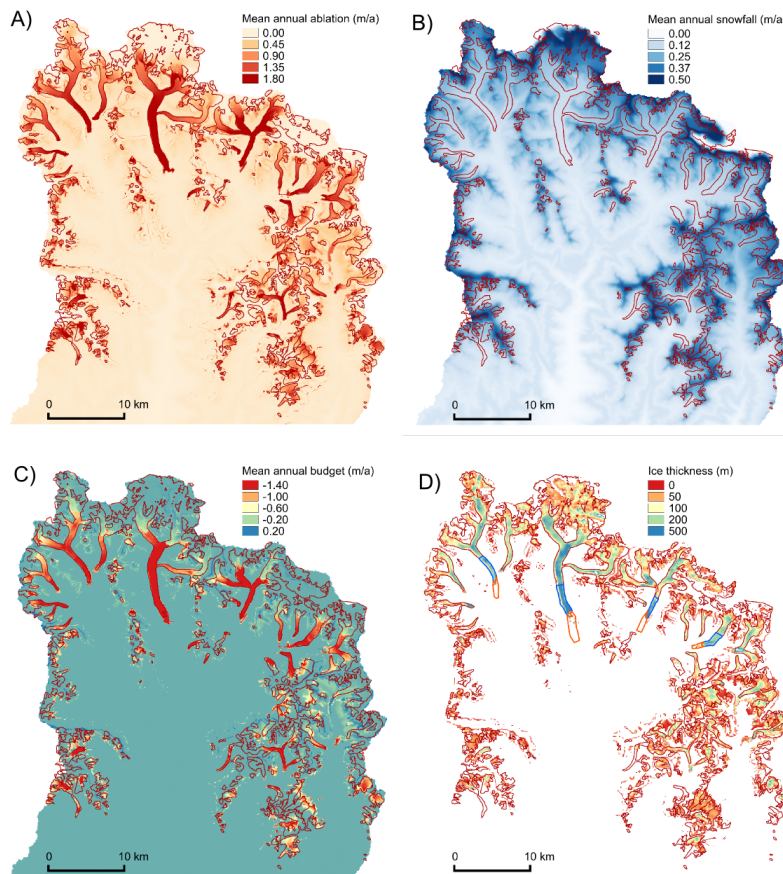 A)
Mean annual ablation (m/a)
0.00
0.45
0.90
1.35
1.80
0 10 km
B)
Mean annual snowfall (m/a
0.00
0.12
0.25
0.37
0.50
0 10 km
C)
Mean annual budget (m/a)
-1.40
-1.00
-0.60
-0.20
0.20
0 10 km
D)
Ice thickness (m)
0
50
100
200
500
0 10 km